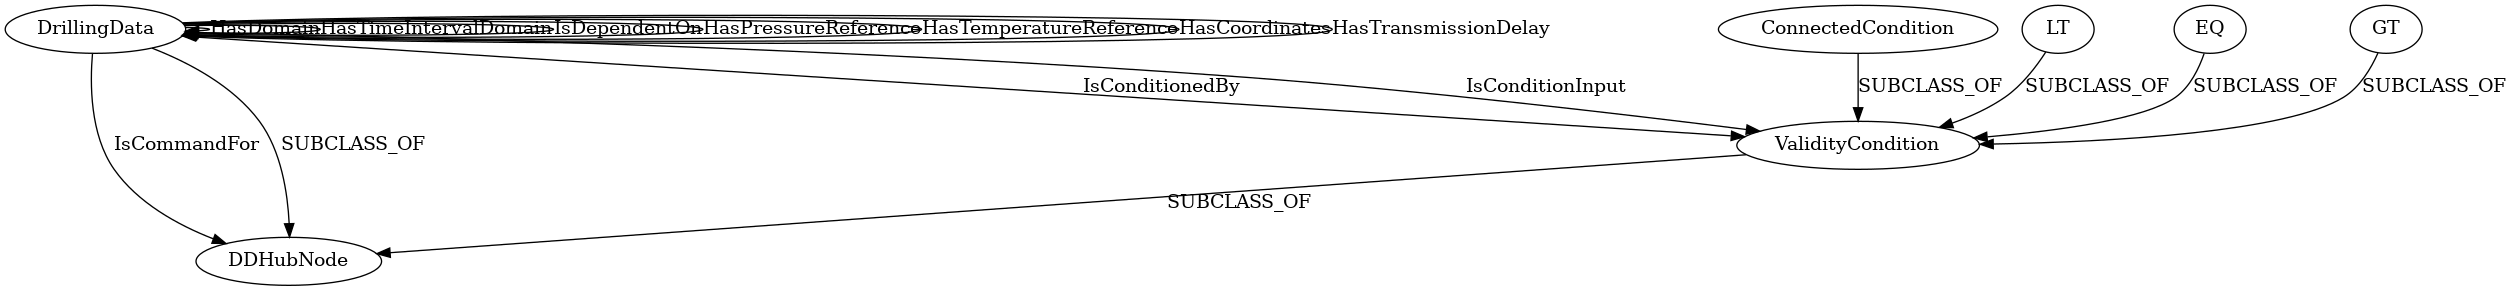 DrillingData
HasDomain
HasTimeIntervalDomain
IsDependentOn
HasPressureReference
HasTemperatureReference
HasCoordinates
HasTransmissionDelay
ConnectedCondition
LT
EQ
GT
IsConditionedBy
IsConditionInput
SUBCLASS_OF
SUBCLASS_OF
SUBCLASS_OF
SUBCLASS_OF
IsCommandFor
SUBCLASS_OF
ValidityCondition
SUBCLASS_OF
DDHubNode